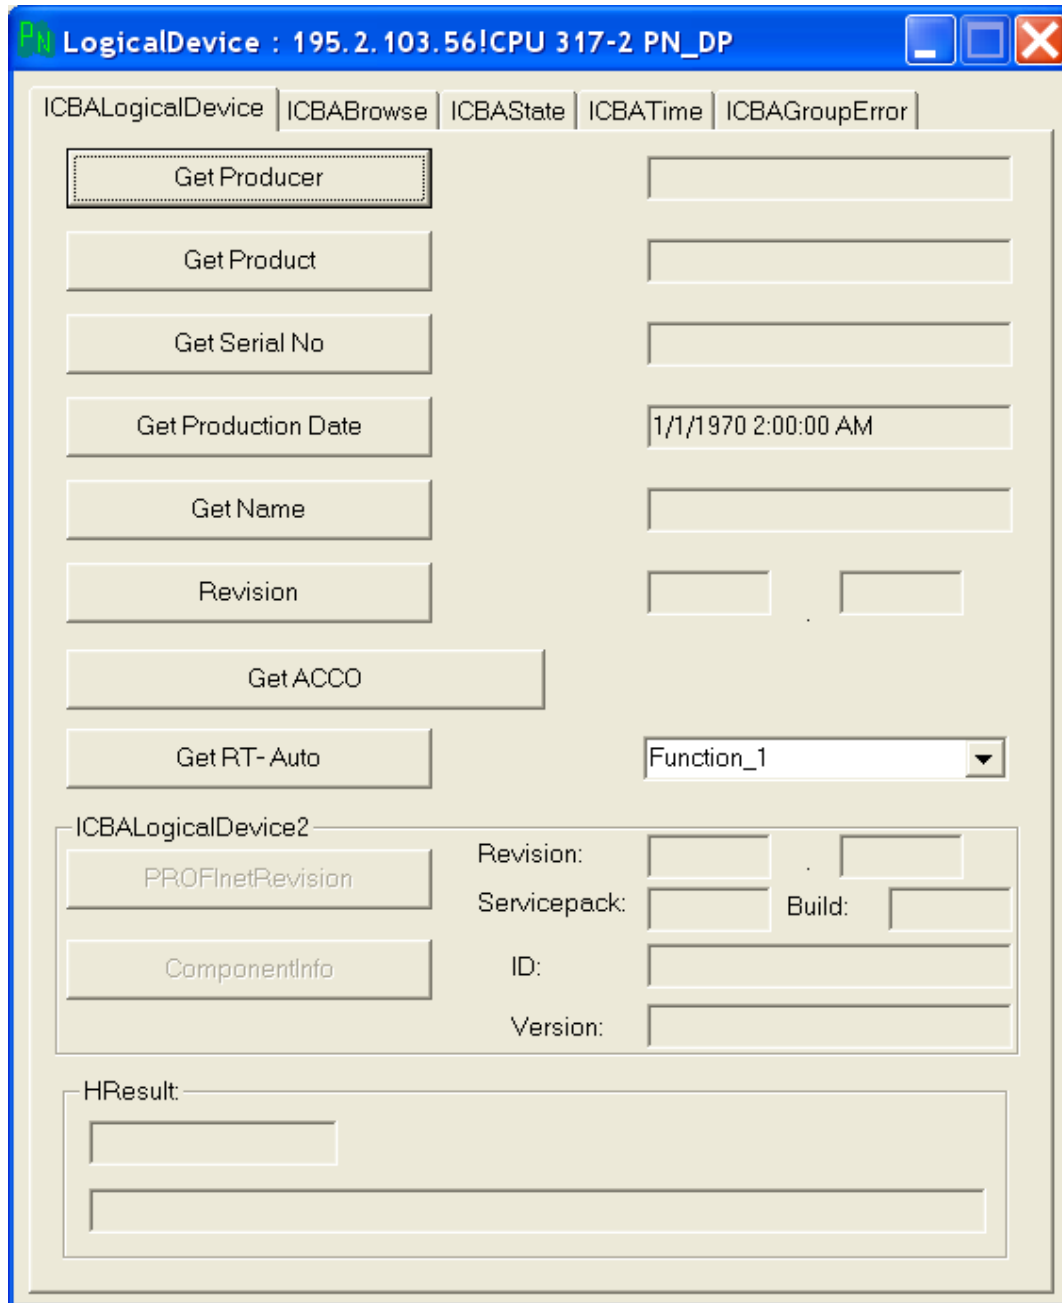 PN LogicalDevice : 195.2.103.56!CPU 317-2 PN_DP
ICBALogicalDevice ICBABrowse ICBAState ICBATime ICBAGroupError
Get Producer
Get Product
Get Serial No
Get Production Date 1/1/1970 2:00:00 AM
Get Name
Revision .
Get ACCO
Get RT- Auto Function_1
ICBALogicalDevice2
PROFInetRevision Revision: .
Servicepack: Build:
ComponentInfo ID:
Version:
HResult: